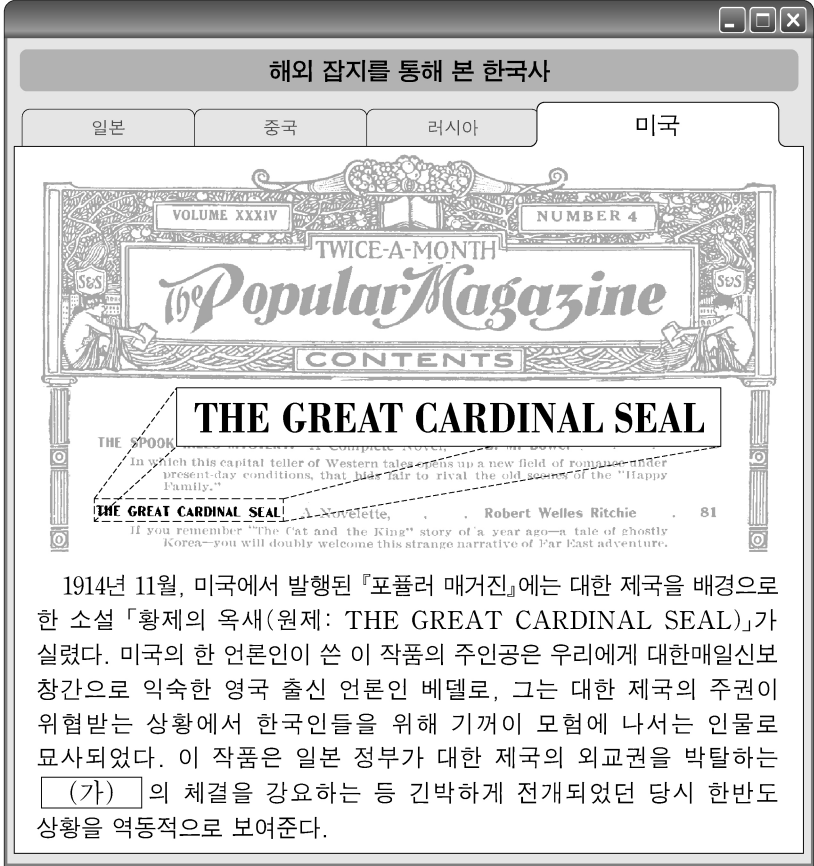 해외 잡지를 통해 본 한국사
일본
중국
러시아
미국
VOLUME XXXIV
NUMBER 4
TWICE-A-MONTH
The Popular Magazine
S&S
S&S
CONTENTS
THE GREAT CARDINAL SEAL
THE SPOOK
In which this capital teller of Western tales opens up a new field of romance under
present-day conditions, that bids fair to rival the old scenes of the "Happy
Family."
THE GREAT CARDINAL SEAL A Novelette, . . Robert Welles Ritchie . 81
If you remember "The Cat and the King" story of a year ago—a tale of ghostly
Korea—you will doubly welcome this strange narrative of Far East adventure.
1914년 11월, 미국에서 발행된 『포퓰러 매거진』에는 대한 제국을 배경으로
한 소설 「황제의 옥새(원제: THE GREAT CARDINAL SEAL)」가
실렸다. 미국의 한 언론인이 쓴 이 작품의 주인공은 우리에게 대한매일신보
창간으로 익숙한 영국 출신 언론인 베델로, 그는 대한 제국의 주권이
위협받는 상황에서 한국인들을 위해 기꺼이 모험에 나서는 인물로
묘사되었다. 이 작품은 일본 정부가 대한 제국의 외교권을 박탈하는
(가) 의 체결을 강요하는 등 긴박하게 전개되었던 당시 한반도
상황을 역동적으로 보여준다.